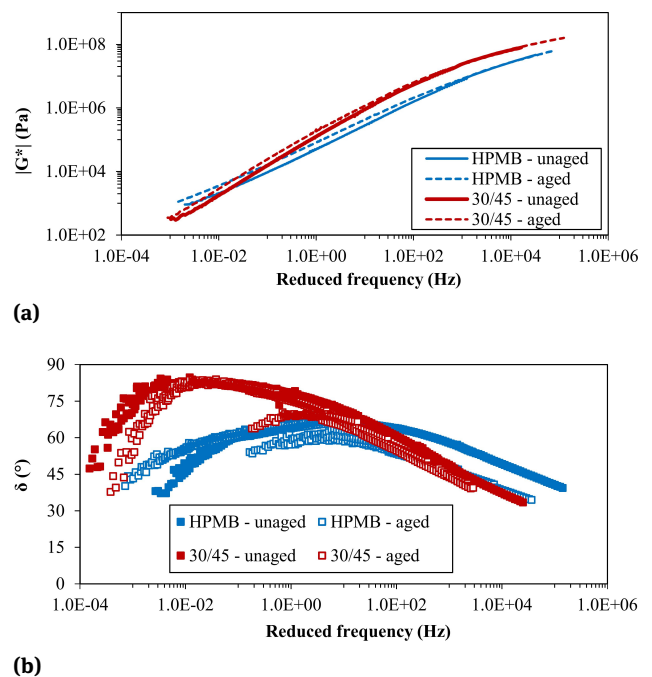 1.0E+08
1.0E+06
1.0E+04
1.0E+02
|G*| (Pa)
HPMB - unaged
HPMB - aged
30/45 - unaged
30/45 - aged
1.0E-04 1.0E-02 1.0E+00 1.0E+02 1.0E+04 1.0E+06
Reduced frequency (Hz)
(a)
90
75
60
45
30
15
0
δ (°)
HPMB - unaged HPMB - aged
30/45 - unaged 30/45 - aged
1.0E-04 1.0E-02 1.0E+00 1.0E+02 1.0E+04 1.0E+06
Reduced frequency (Hz)
(b)